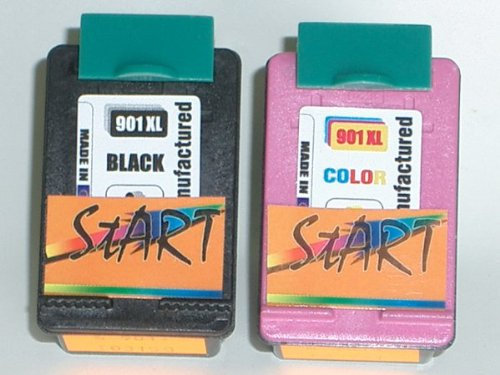 901 XL
BLACK
MADE IN
nufactured
StART
901 XL
COLOR
MADE IN
nufactured
StART